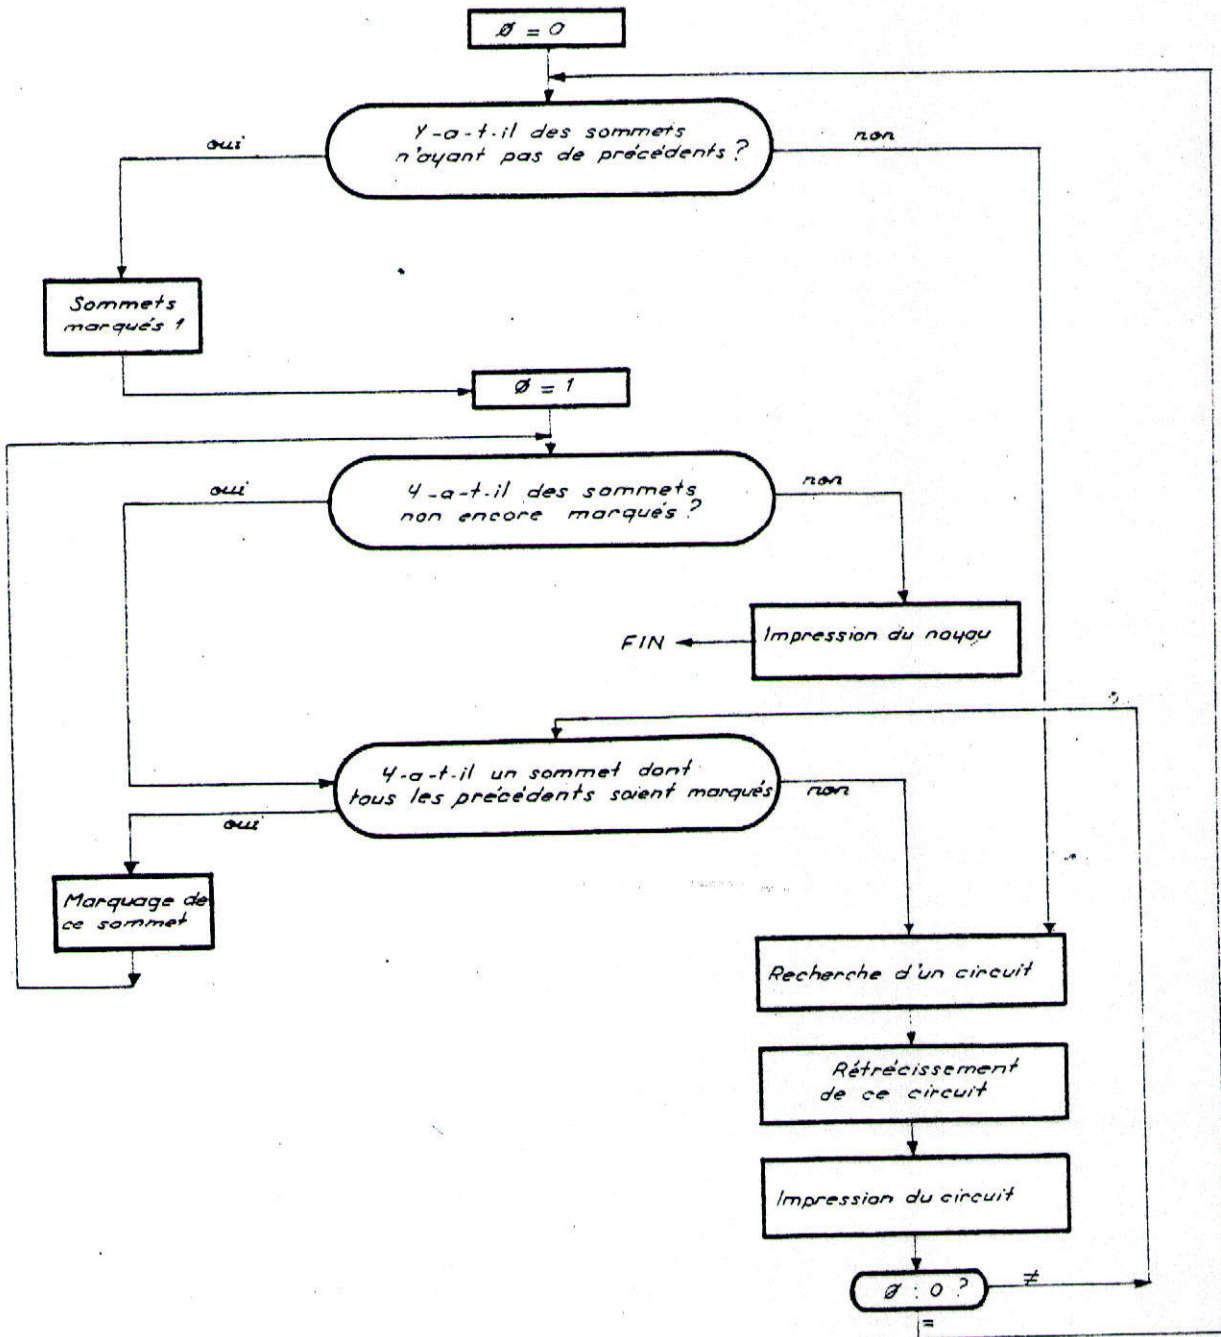 Ø = 0
Y-a-t-il des sommets
n'ayant pas de précédents ?
oui
non
Sommets
marqués 1
Ø = 1
Y-a-t-il des sommets
non encore marqués ?
oui
non
Impression du noyau
FIN
Y-a-t-il un sommet dont
tous les précédents soient marqués
non
oui
Marquage de
ce sommet
Recherche d'un circuit
Rétrécissement
de ce circuit
Impression du circuit
Ø : 0 ?
≠
=